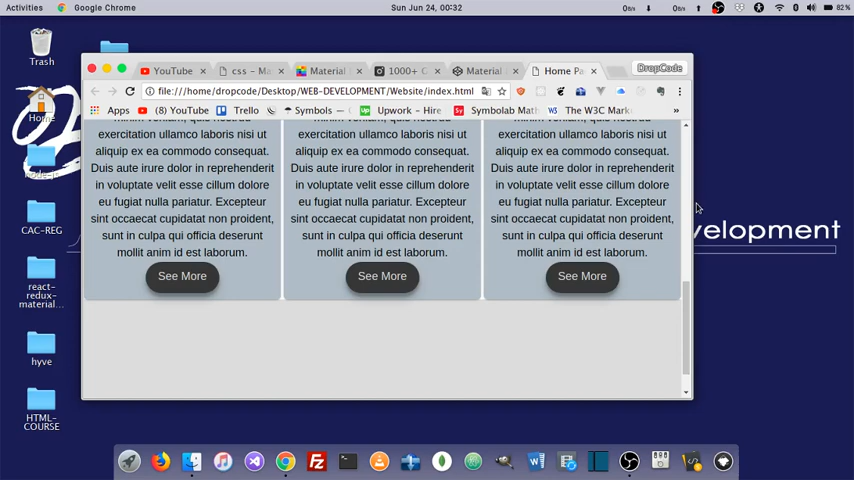 Activities
Google Chrome
Sun Jun 24, 00:32
82%
Trash
Home
CAC-REG
react-
redux-
material...
hyve
HTML-
COURSE
YouTube
css - Ma
Material
1000+ C
Material
Home Pa
DropCode
file:///home/dropcode/Desktop/WEB-DEVELOPMENT/Website/index.html
Apps
(8) YouTube
Trello
Symbols
Upwork - Hire
Symbolab Math
The W3C Mark
»
exercitation ullamco laboris nisi ut
aliquip ex ea commodo consequat.
Duis aute irure dolor in reprehenderit
in voluptate velit esse cillum dolore
eu fugiat nulla pariatur. Excepteur
sint occaecat cupidatat non proident,
sunt in culpa qui officia deserunt
mollit anim id est laborum.
See More
exercitation ullamco laboris nisi ut
aliquip ex ea commodo consequat.
Duis aute irure dolor in reprehenderit
in voluptate velit esse cillum dolore
eu fugiat nulla pariatur. Excepteur
sint occaecat cupidatat non proident,
sunt in culpa qui officia deserunt
mollit anim id est laborum.
See More
exercitation ullamco laboris nisi ut
aliquip ex ea commodo consequat.
Duis aute irure dolor in reprehenderit
in voluptate velit esse cillum dolore
eu fugiat nulla pariatur. Excepteur
sint occaecat cupidatat non proident,
sunt in culpa qui officia deserunt
mollit anim id est laborum.
See More
velopment